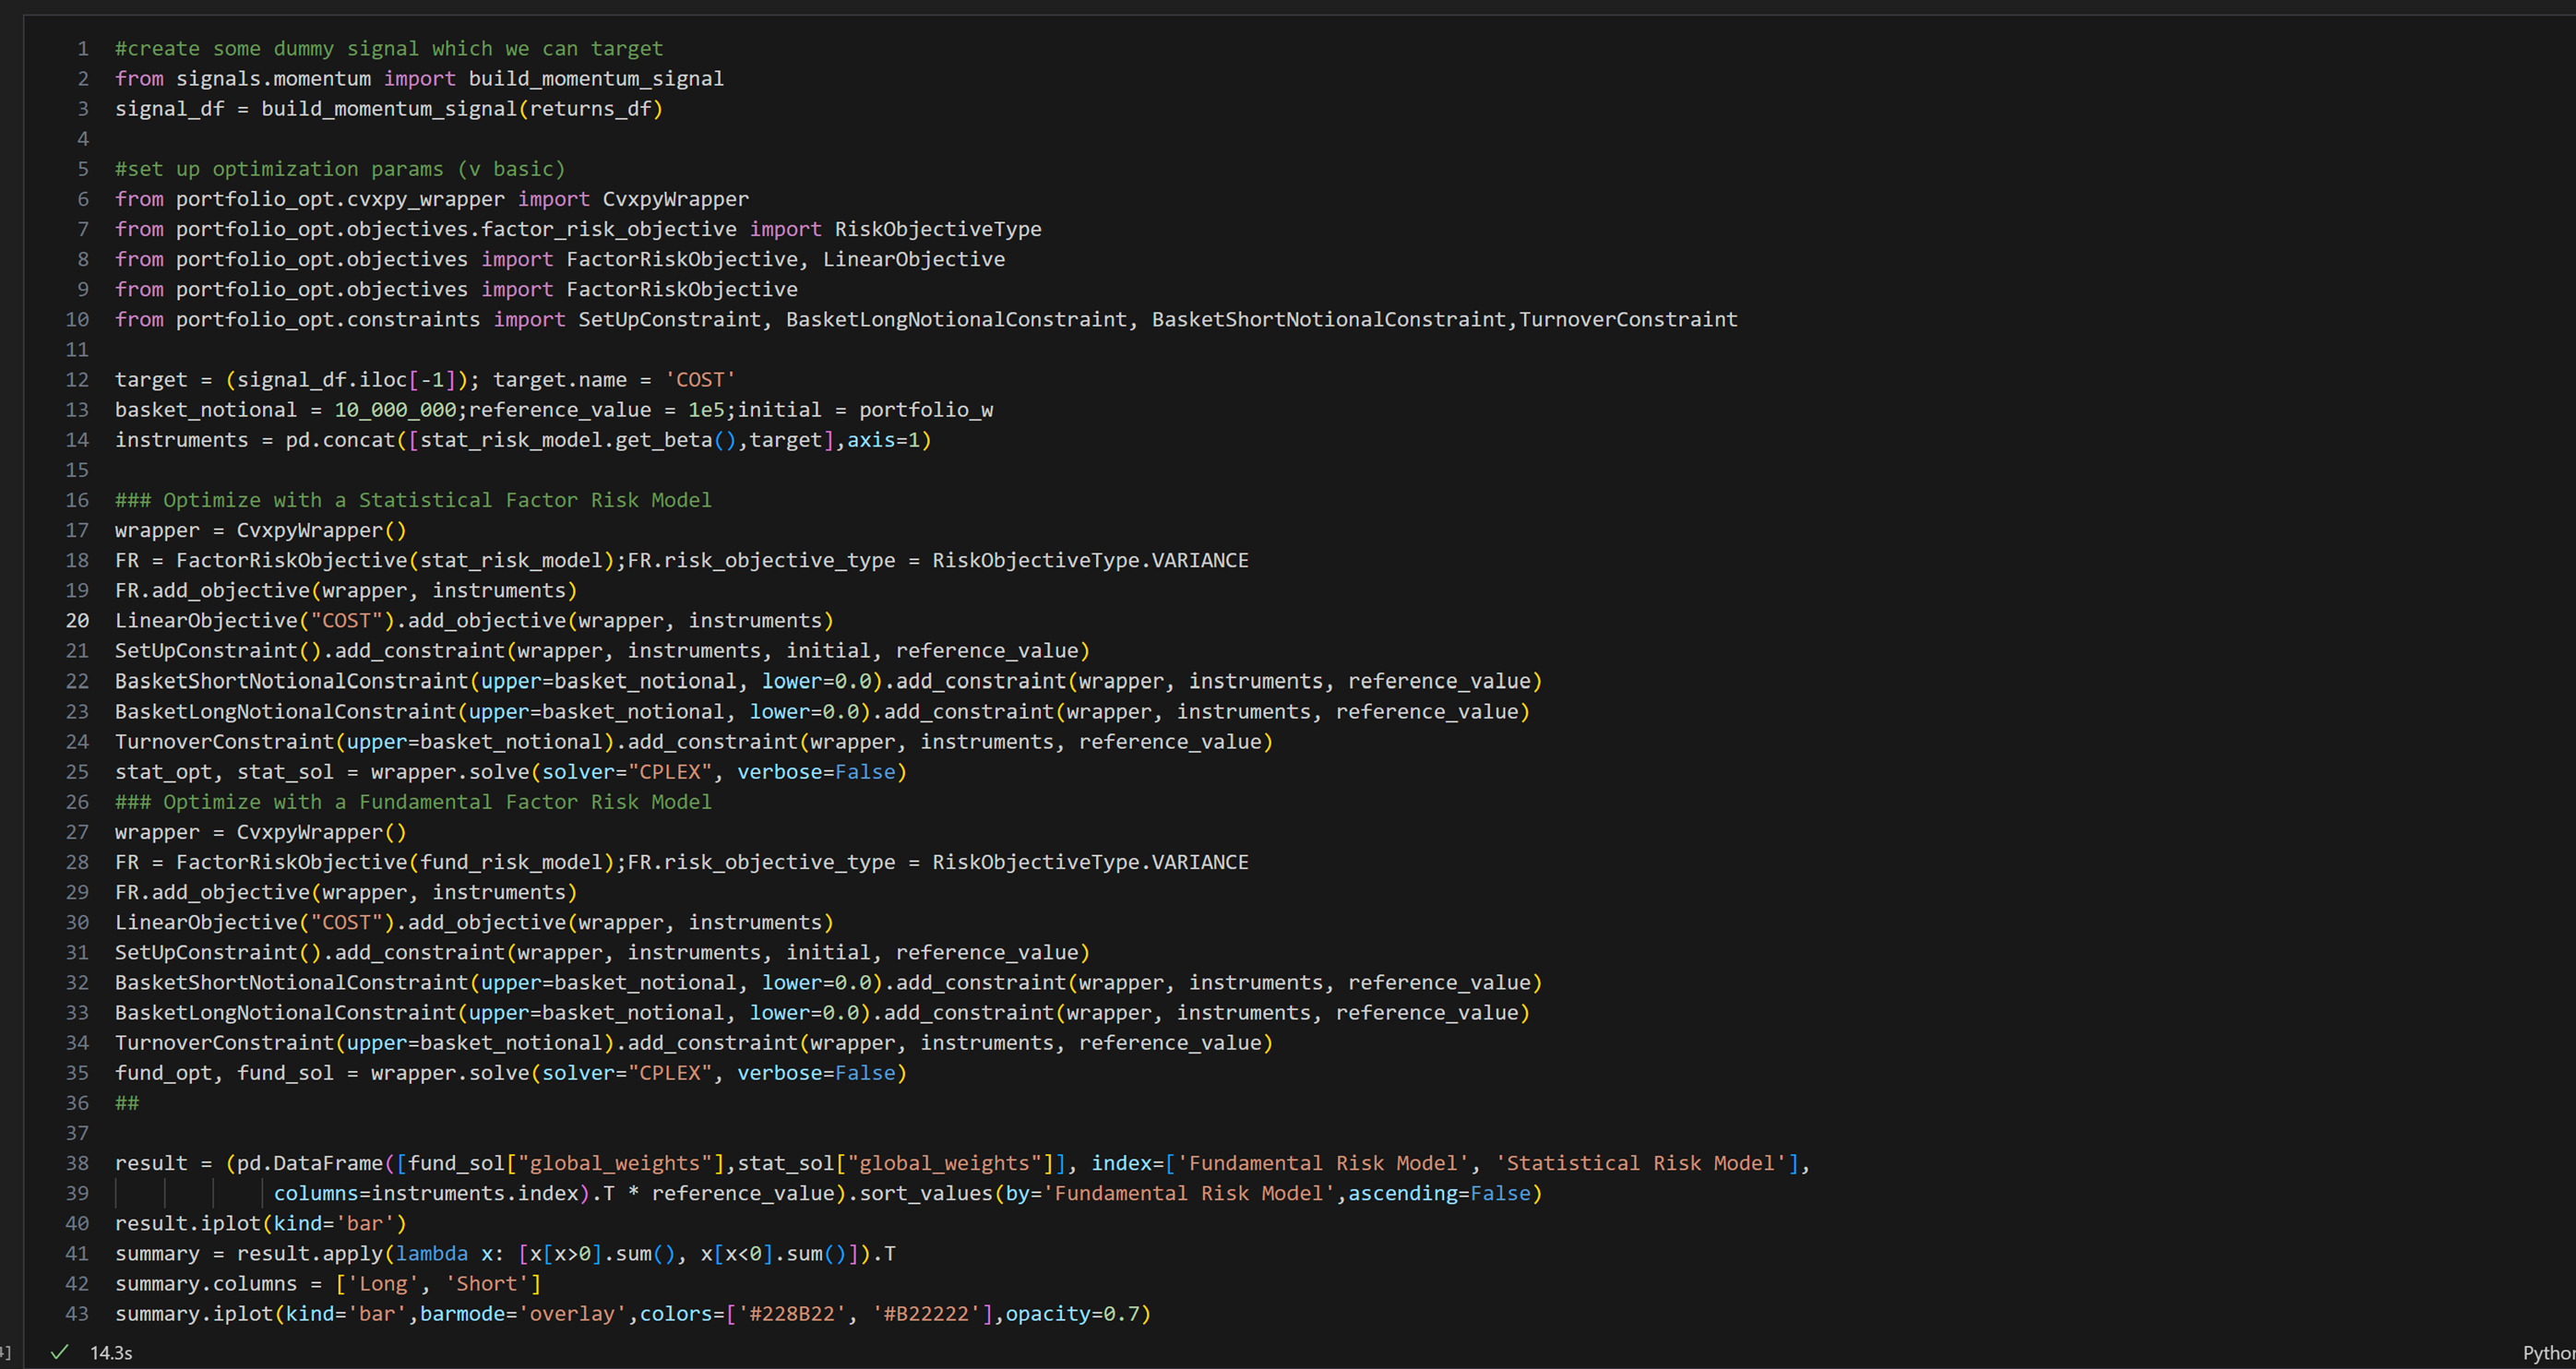 1 #create some dummy signal which we can target
2 from signals.momentum import build_momentum_signal
3 signal_df = build_momentum_signal(returns_df)
4
5 #set up optimization params (v basic)
6 from portfolio_opt.cvxpy_wrapper import CvxpyWrapper
7 from portfolio_opt.objectives.factor_risk_objective import RiskObjectiveType
8 from portfolio_opt.objectives import FactorRiskObjective, LinearObjective
9 from portfolio_opt.objectives import FactorRiskObjective
10 from portfolio_opt.constraints import SetUpConstraint, BasketLongNotionalConstraint, BasketShortNotionalConstraint,TurnoverConstraint
11
12 target = (signal_df.iloc[-1]); target.name = 'COST'
13 basket_notional = 10_000_000;reference_value = 1e5;initial = portfolio_w
14 instruments = pd.concat([stat_risk_model.get_beta(),target],axis=1)
15
16 ### Optimize with a Statistical Factor Risk Model
17 wrapper = CvxpyWrapper()
18 FR = FactorRiskObjective(stat_risk_model);FR.risk_objective_type = RiskObjectiveType.VARIANCE
19 FR.add_objective(wrapper, instruments)
20 LinearObjective("COST").add_objective(wrapper, instruments)
21 SetUpConstraint().add_constraint(wrapper, instruments, initial, reference_value)
22 BasketShortNotionalConstraint(upper=basket_notional, lower=0.0).add_constraint(wrapper, instruments, reference_value)
23 BasketLongNotionalConstraint(upper=basket_notional, lower=0.0).add_constraint(wrapper, instruments, reference_value)
24 TurnoverConstraint(upper=basket_notional).add_constraint(wrapper, instruments, reference_value)
25 stat_opt, stat_sol = wrapper.solve(solver="CPLEX", verbose=False)
26 ### Optimize with a Fundamental Factor Risk Model
27 wrapper = CvxpyWrapper()
28 FR = FactorRiskObjective(fund_risk_model);FR.risk_objective_type = RiskObjectiveType.VARIANCE
29 FR.add_objective(wrapper, instruments)
30 LinearObjective("COST").add_objective(wrapper, instruments)
31 SetUpConstraint().add_constraint(wrapper, instruments, initial, reference_value)
32 BasketShortNotionalConstraint(upper=basket_notional, lower=0.0).add_constraint(wrapper, instruments, reference_value)
33 BasketLongNotionalConstraint(upper=basket_notional, lower=0.0).add_constraint(wrapper, instruments, reference_value)
34 TurnoverConstraint(upper=basket_notional).add_constraint(wrapper, instruments, reference_value)
35 fund_opt, fund_sol = wrapper.solve(solver="CPLEX", verbose=False)
36 ##
37
38 result = (pd.DataFrame([fund_sol["global_weights"],stat_sol["global_weights"]], index=['Fundamental Risk Model', 'Statistical Risk Model'],
39 columns=instruments.index).T * reference_value).sort_values(by='Fundamental Risk Model',ascending=False)
40 result.iplot(kind='bar')
41 summary = result.apply(lambda x: [x[x>0].sum(), x[x<0].sum()]).T
42 summary.columns = ['Long', 'Short']
43 summary.iplot(kind='bar',barmode='overlay',colors=['#228B22', '#B22222'],opacity=0.7)
✓ 14.3s